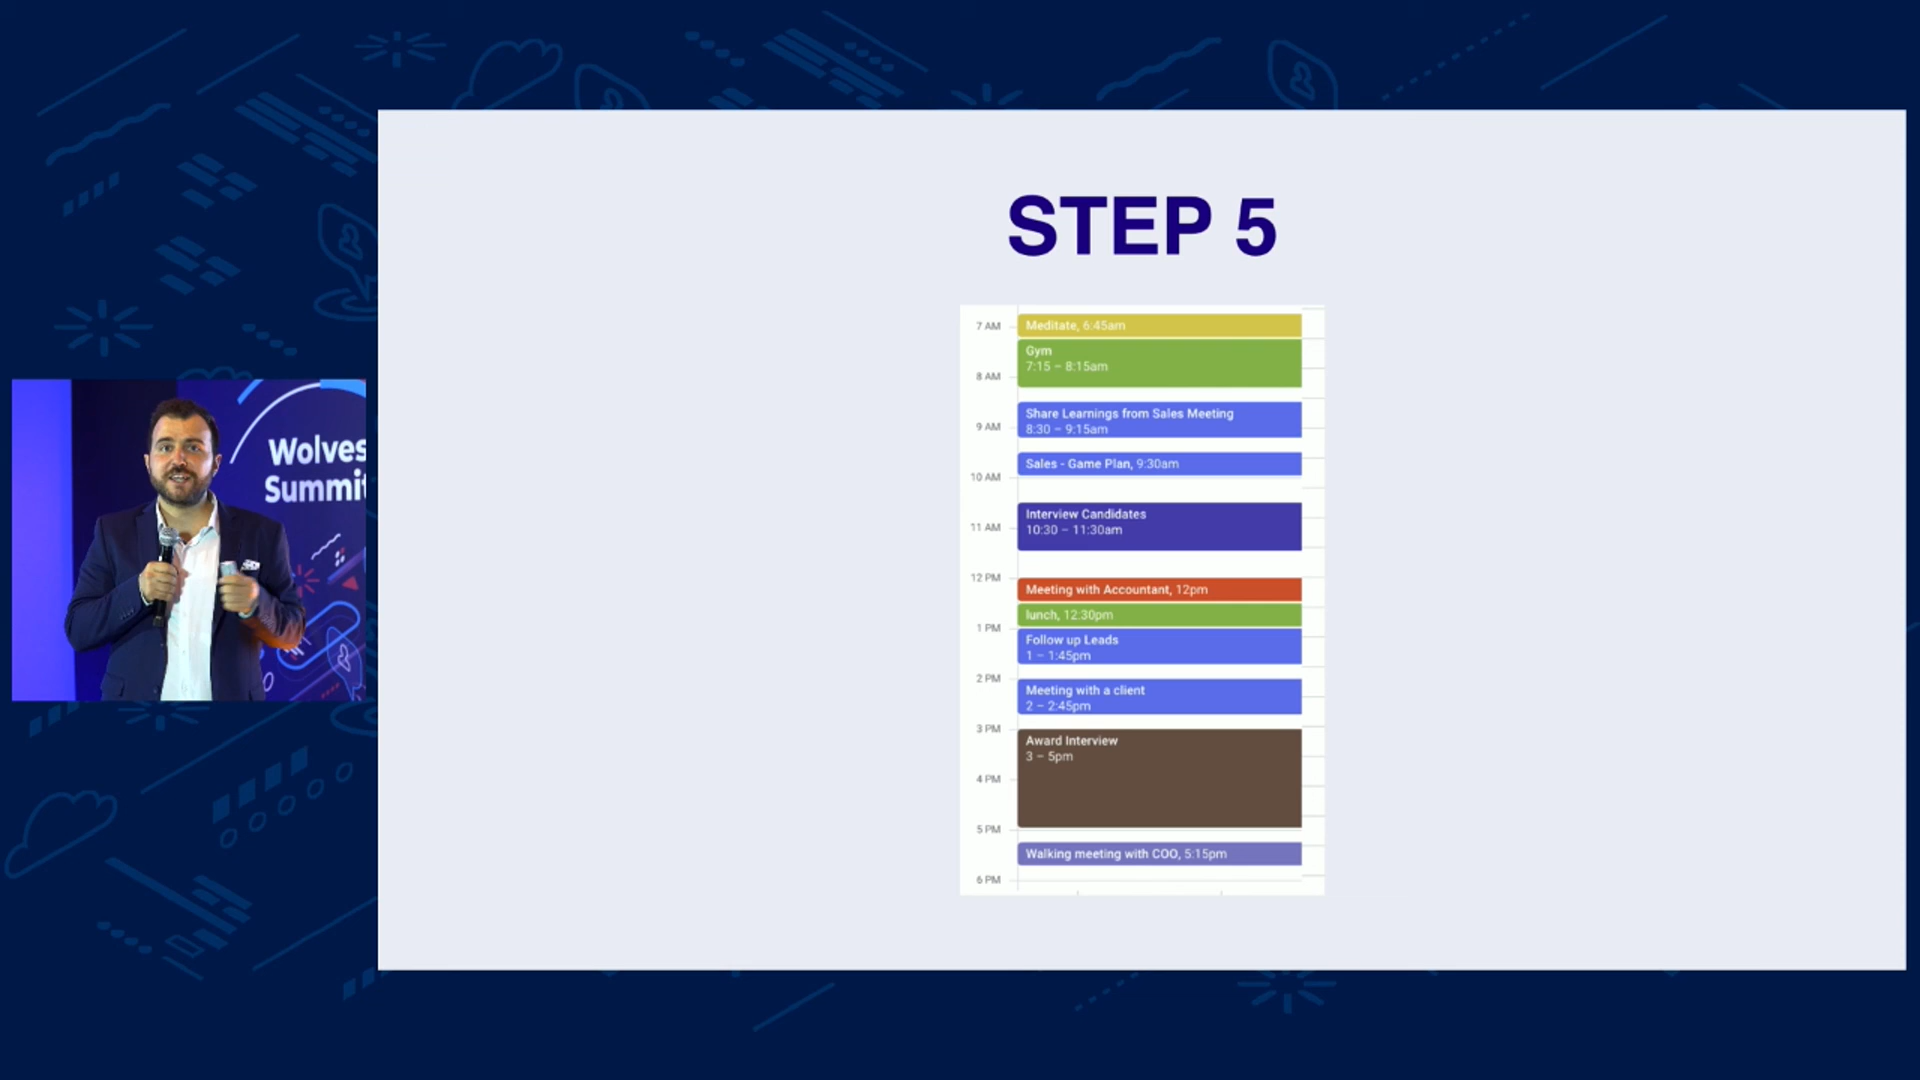 STEP 5
7 AM
Meditate, 6:45am
Gym
7:15 – 8:15am
8 AM
Share Learnings from Sales Meeting
8:30 – 9:15am
9 AM
Sales - Game Plan, 9:30am
10 AM
Interview Candidates
10:30 – 11:30am
11 AM
12 PM
Meeting with Accountant, 12pm
lunch, 12:30pm
1 PM
Follow up Leads
1 – 1:45pm
2 PM
Meeting with a client
2 – 2:45pm
3 PM
Award Interview
3 – 5pm
4 PM
5 PM
Walking meeting with COO, 5:15pm
6 PM
Wolves
Summit